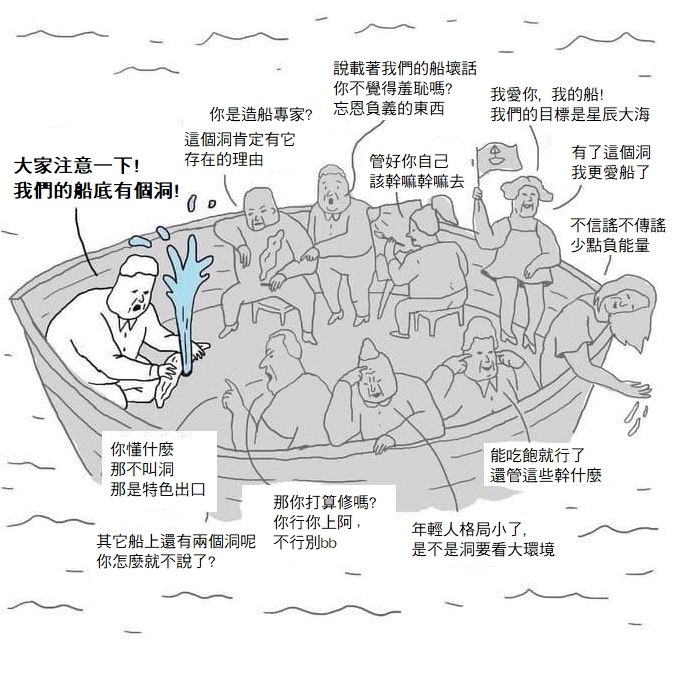 說載著我們的船壞話
你不覺得羞恥嗎?
忘恩負義的東西
我愛你, 我的船!
我們的目標是星辰大海
你是造船專家?
這個洞肯定有它
存在的理由
大家注意一下!
我們的船底有個洞!
管好你自己
該幹嘛幹嘛去
有了這個洞
我更愛船了
不信謠不傳謠
少點負能量
你懂什麼
那不叫洞
那是特色出口
能吃飽就行了
還管這些幹什麼
那你打算修嗎?
你行你上阿,
不行別bb
年輕人格局小了,
是不是洞要看大環境
其它船上還有兩個洞呢
你怎麼就不說了?